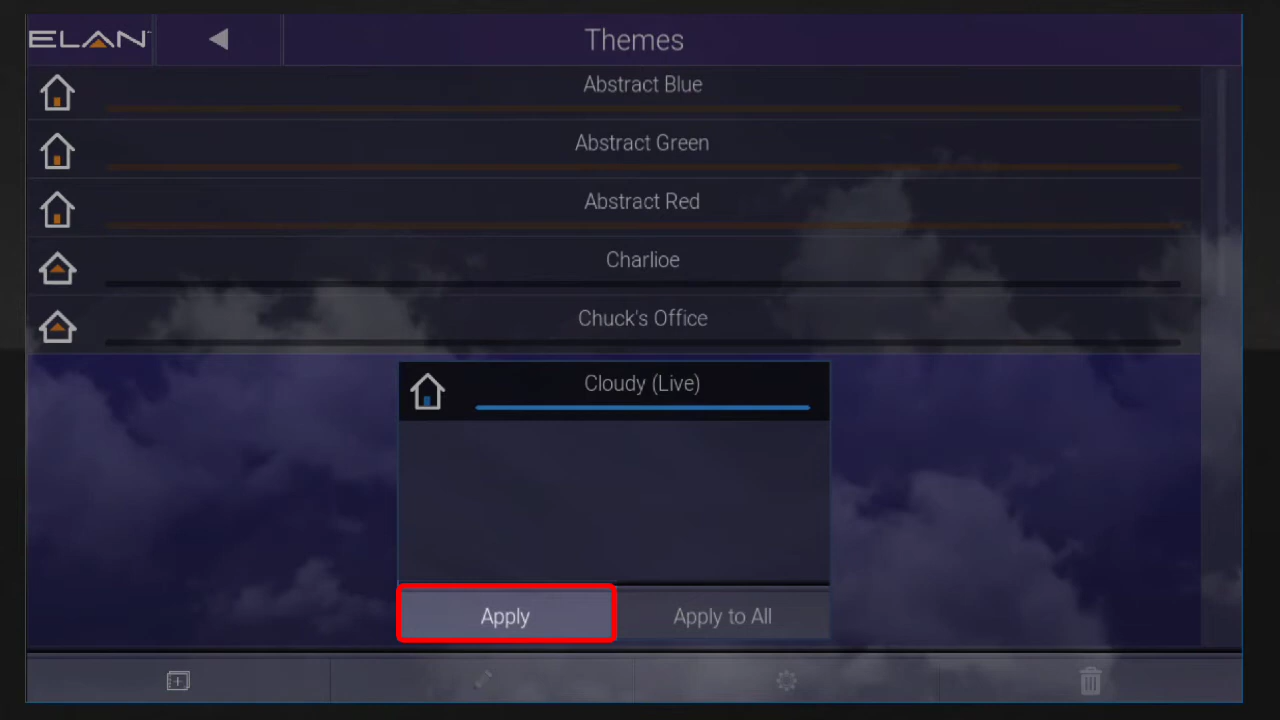 ELAN
Themes
Abstract Blue
Abstract Green
Abstract Red
Charlioe
Chuck's Office
Cloudy (Live)
Apply
Apply to All